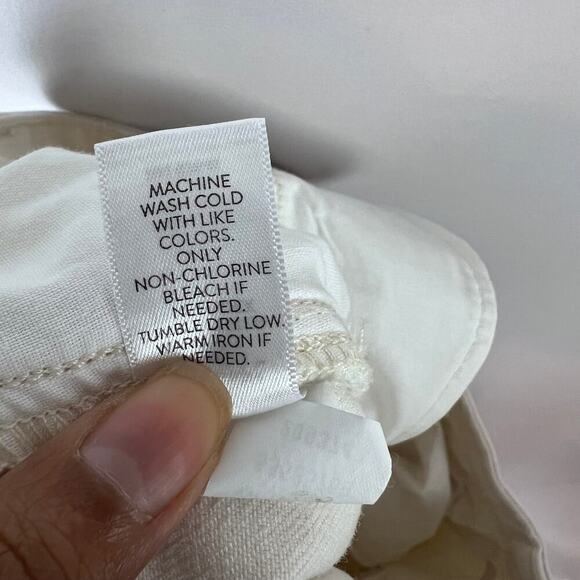 MACHINE
WASH COLD
WITH LIKE
COLORS.
ONLY
NON-CHLORINE
BLEACH IF
NEEDED.
TUMBLE DRY LOW.
WARM IRON IF
NEEDED.